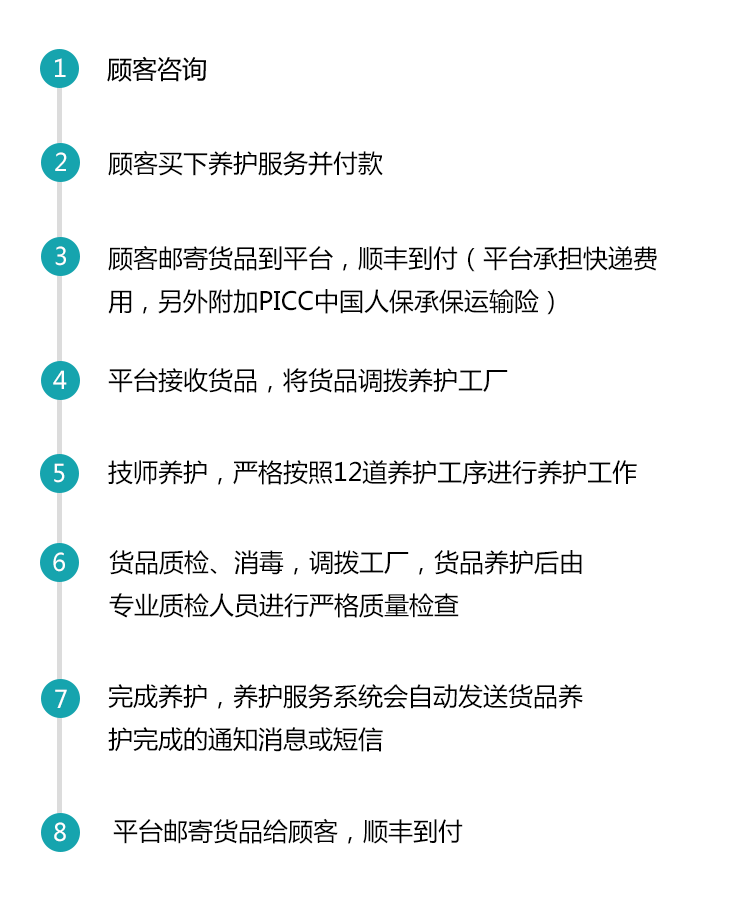 1 顾客咨询
2 顾客买下养护服务并付款
3 顾客邮寄货品到平台，顺丰到付（平台承担快递费
用，另外附加PICC中国人保承保运输险）
4 平台接收货品，将货品调拨养护工厂
5 技师养护，严格按照12道养护工序进行养护工作
6 货品质检、消毒，调拨工厂，货品养护后由
专业质检人员进行严格质量检查
7 完成养护，养护服务系统会自动发送货品养
护完成的通知消息或短信
8 平台邮寄货品给顾客，顺丰到付